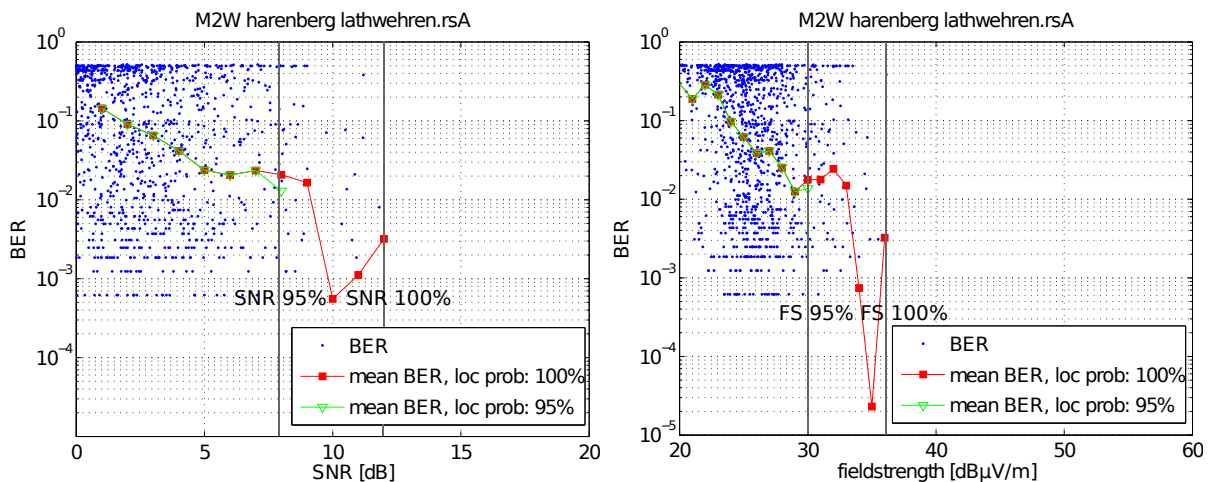 M2W harenberg lathwehren.rsA
10^0
10^−1
10^−2
10^−3
10^−4
BER
SNR 95%
SNR 100%
BER
mean BER, loc prob: 100%
mean BER, loc prob: 95%
0 5 10 15 20
SNR [dB]
M2W harenberg lathwehren.rsA
10^0
10^−1
10^−2
10^−3
10^−4
10^−5
BER
FS 95%
FS 100%
BER
mean BER, loc prob: 100%
mean BER, loc prob: 95%
20 30 40 50 60
fieldstrength [dBµV/m]